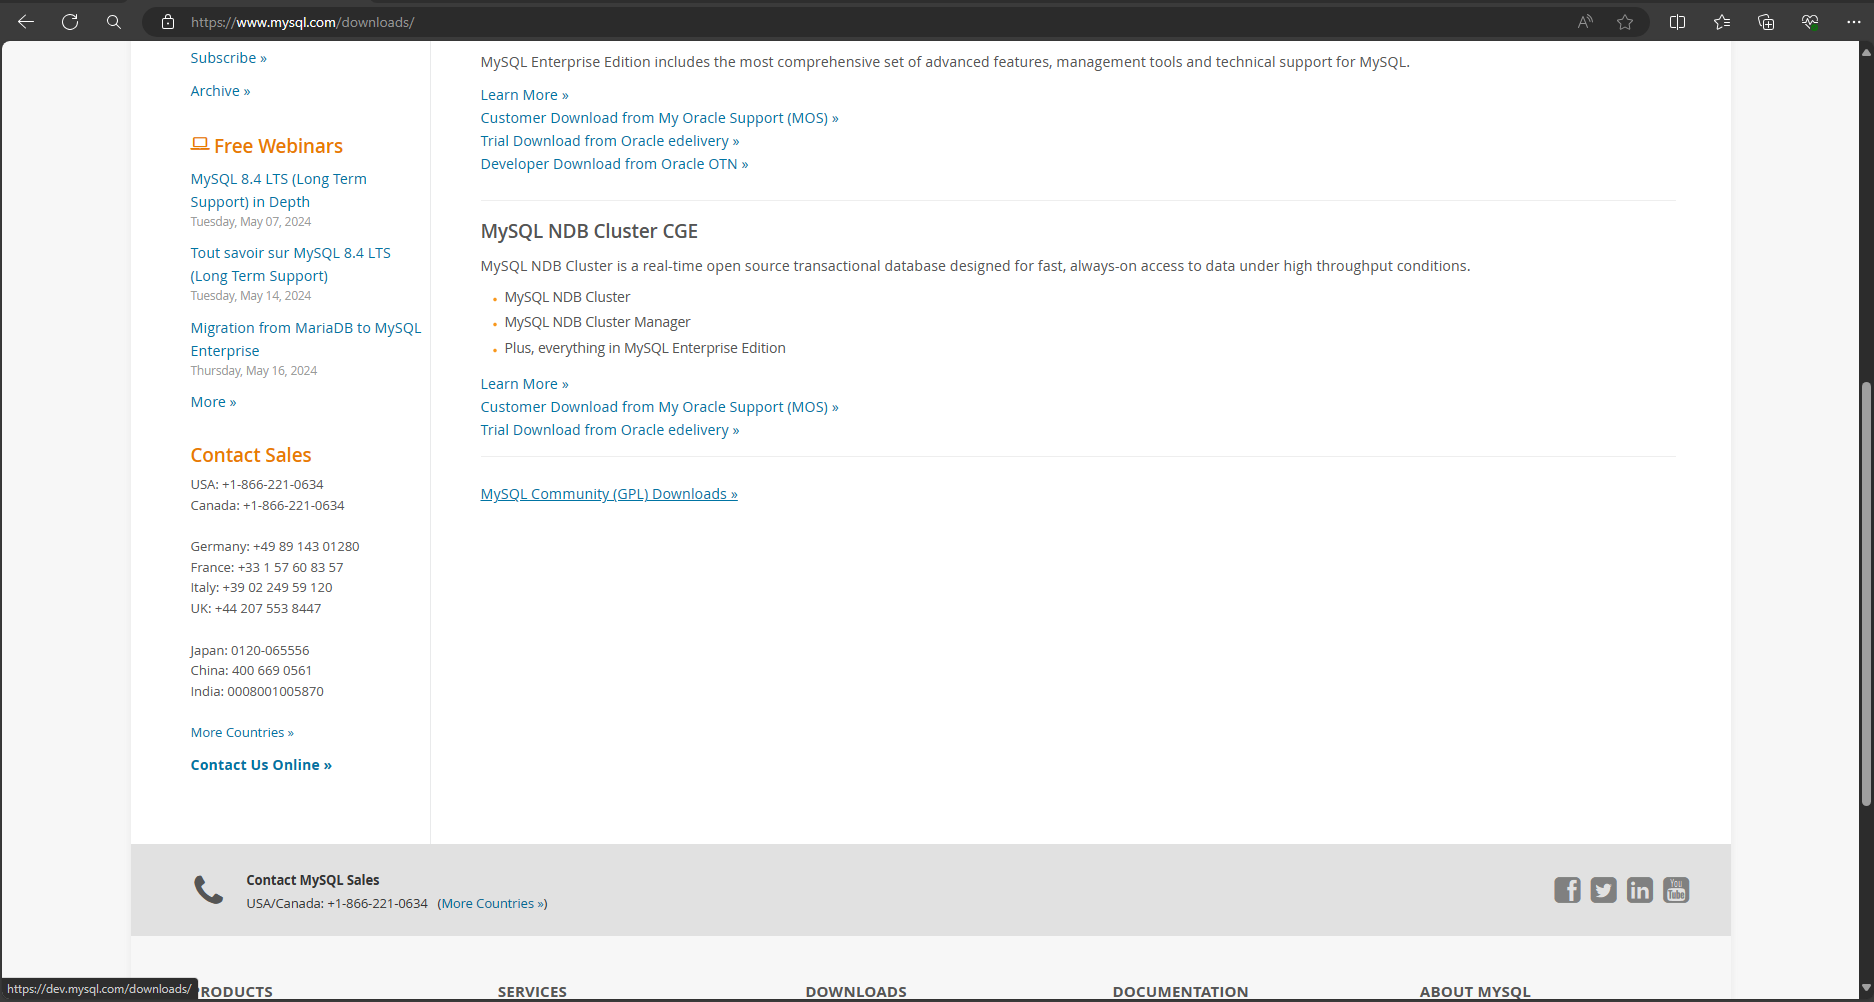 https://www.mysql.com/downloads/
Subscribe »
Archive »
Free Webinars
MySQL 8.4 LTS (Long Term
Support) in Depth
Tuesday, May 07, 2024
Tout savoir sur MySQL 8.4 LTS
(Long Term Support)
Tuesday, May 14, 2024
Migration from MariaDB to MySQL
Enterprise
Thursday, May 16, 2024
More »
Contact Sales
USA: +1-866-221-0634
Canada: +1-866-221-0634
Germany: +49 89 143 01280
France: +33 1 57 60 83 57
Italy: +39 02 249 59 120
UK: +44 207 553 8447
Japan: 0120-065556
China: 400 669 0561
India: 0008001005870
More Countries »
Contact Us Online »
MySQL Enterprise Edition includes the most comprehensive set of advanced features, management tools and technical support for MySQL.
Learn More »
Customer Download from My Oracle Support (MOS) »
Trial Download from Oracle edelivery »
Developer Download from Oracle OTN »
MySQL NDB Cluster CGE
MySQL NDB Cluster is a real-time open source transactional database designed for fast, always-on access to data under high throughput conditions.
• MySQL NDB Cluster
• MySQL NDB Cluster Manager
• Plus, everything in MySQL Enterprise Edition
Learn More »
Customer Download from My Oracle Support (MOS) »
Trial Download from Oracle edelivery »
MySQL Community (GPL) Downloads »
Contact MySQL Sales
USA/Canada: +1-866-221-0634 (More Countries »)
You
Tube
https://dev.mysql.com/downloads/
RODUCTS
SERVICES
DOWNLOADS
DOCUMENTATION
ABOUT MYSQL